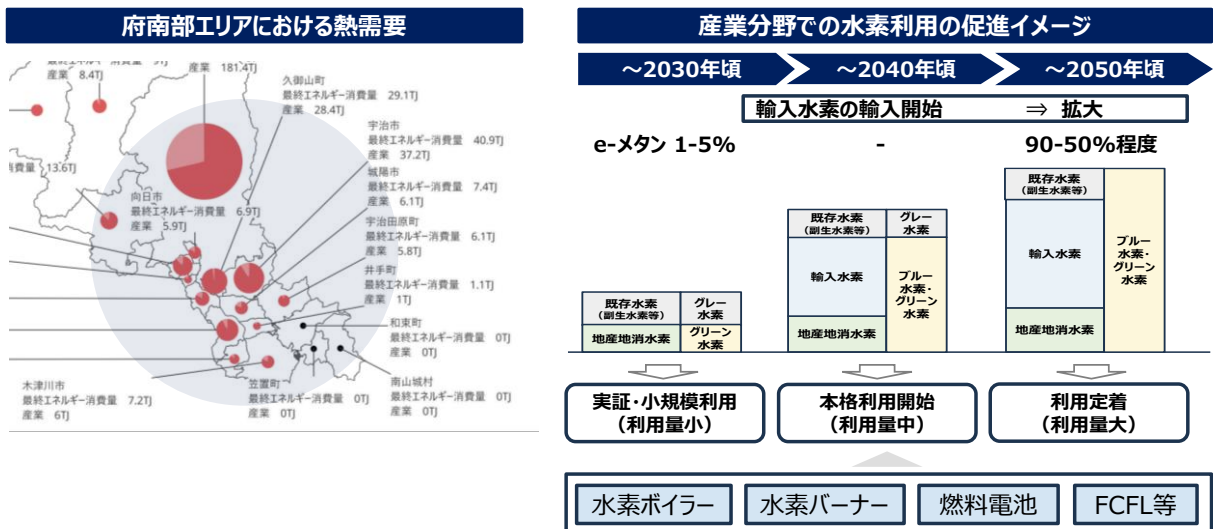 府南部エリアにおける熱需要
産業 181.4TJ
産業 8.4TJ
久御山町
最終エネルギー消費量 29.1TJ
産業 28.4TJ
宇治市
最終エネルギー消費量 40.9TJ
産業 37.2TJ
城陽市
最終エネルギー消費量 7.4TJ
産業 6.1TJ
消費量 13.6TJ
向日市
最終エネルギー消費量 6.9TJ
産業 5.9TJ
宇治田原町
最終エネルギー消費量 6.1TJ
産業 5.8TJ
井手町
最終エネルギー消費量 1.1TJ
産業 1TJ
和束町
最終エネルギー消費量 0TJ
産業 0TJ
木津川市
最終エネルギー消費量 7.2TJ
産業 6TJ
笠置町
最終エネルギー消費量 0TJ
産業 0TJ
南山城村
最終エネルギー消費量 0TJ
産業 0TJ
産業分野での水素利用の促進イメージ
～2030年頃
～2040年頃
～2050年頃
輸入水素の輸入開始 ⇒ 拡大
e-メタン 1-5%
-
90-50%程度
既存水素
(副生水素等)
グレー
水素
地産地消水素
グリーン
水素
既存水素
(副生水素等)
グレー
水素
輸入水素
ブルー
水素・
グリーン
水素
地産地消水素
既存水素
(副生水素等)
輸入水素
ブルー
水素・
グリーン
水素
地産地消水素
実証・小規模利用
（利用量小）
本格利用開始
（利用量中）
利用定着
（利用量大）
水素ボイラー
水素バーナー
燃料電池
FCFL等